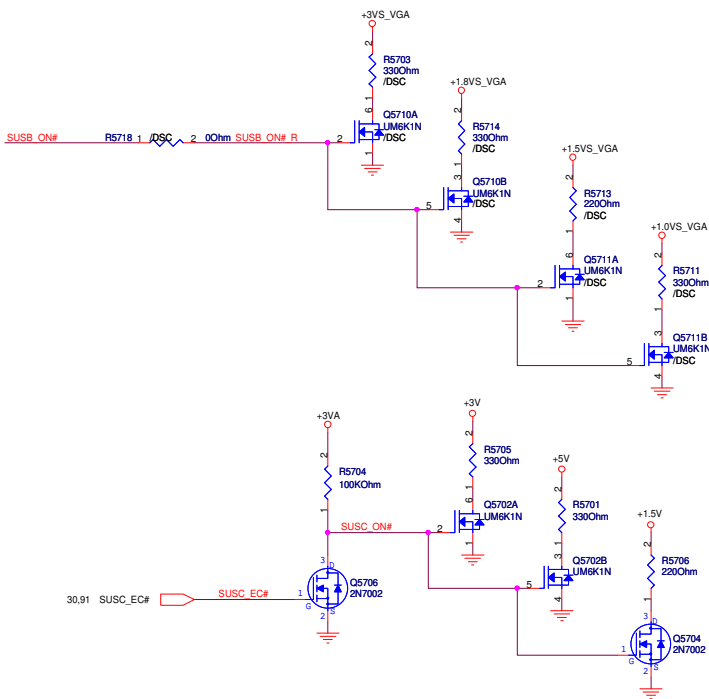 +3VS_VGA
2
R5703
330Ohm
/DSC
1
6
Q5710A
UM6K1N
/DSC
2
1
SUSB_ON#
R5718 1 /DSC 2 0Ohm SUSB_ON#_R
+1.8VS_VGA
2
R5714
330Ohm
/DSC
1
3
Q5710B
UM6K1N
/DSC
5
4
+1.5VS_VGA
2
R5713
220Ohm
/DSC
1
6
Q5711A
UM6K1N
/DSC
2
1
+1.0VS_VGA
2
R5711
330Ohm
/DSC
1
3
Q5711B
UM6K1N
/DSC
5
4
+3VA
2
R5704
100KOhm
1
SUSC_ON#
3
D
Q5706
2N7002
1
G
2
S
30,91 SUSC_EC#
SUSC_EC#
+3V
2
R5705
330Ohm
1
6
Q5702A
UM6K1N
2
1
+5V
2
R5701
330Ohm
1
3
Q5702B
UM6K1N
5
4
+1.5V
2
R5706
220Ohm
1
3
D
Q5704
2N7002
1
G
2
S